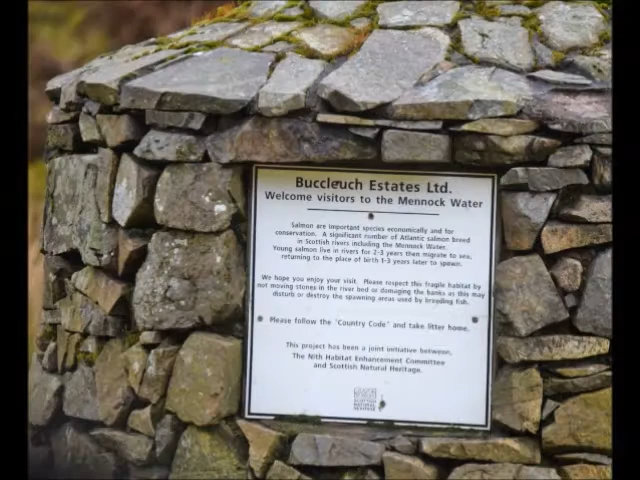 Buccleuch Estates Ltd.
Welcome visitors to the Mennock Water
Salmon are important species economically and for
conservation. A significant number of Atlantic salmon breed
in Scottish rivers including the Mennock Water.
Young salmon live in rivers for 2-3 years then migrate to sea,
returning to the place of birth 1-3 years later to spawn.
We hope you enjoy your visit. Please respect this fragile habitat by
not moving stones in the river bed or damaging the banks as this may
disturb or destroy the spawning areas used by breeding fish.
Please follow the "Country Code" and take litter home.
This project has been a joint initiative between,
The Nith Habitat Enhancement Committee
and Scottish Natural Heritage.
SCOTTISH
NATURAL
HERITAGE